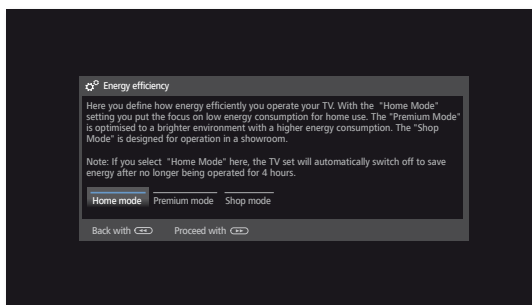 Energy efficiency
Here you define how energy efficiently you operate your TV. With the "Home Mode"
setting you put the focus on low energy consumption for home use. The "Premium Mode"
is optimised to a brighter environment with a higher energy consumption. The "Shop
Mode" is designed for operation in a showroom.
Note: If you select "Home Mode" here, the TV set will automatically switch off to save
energy after no longer being operated for 4 hours.
Home mode Premium mode Shop mode
Back with Proceed with